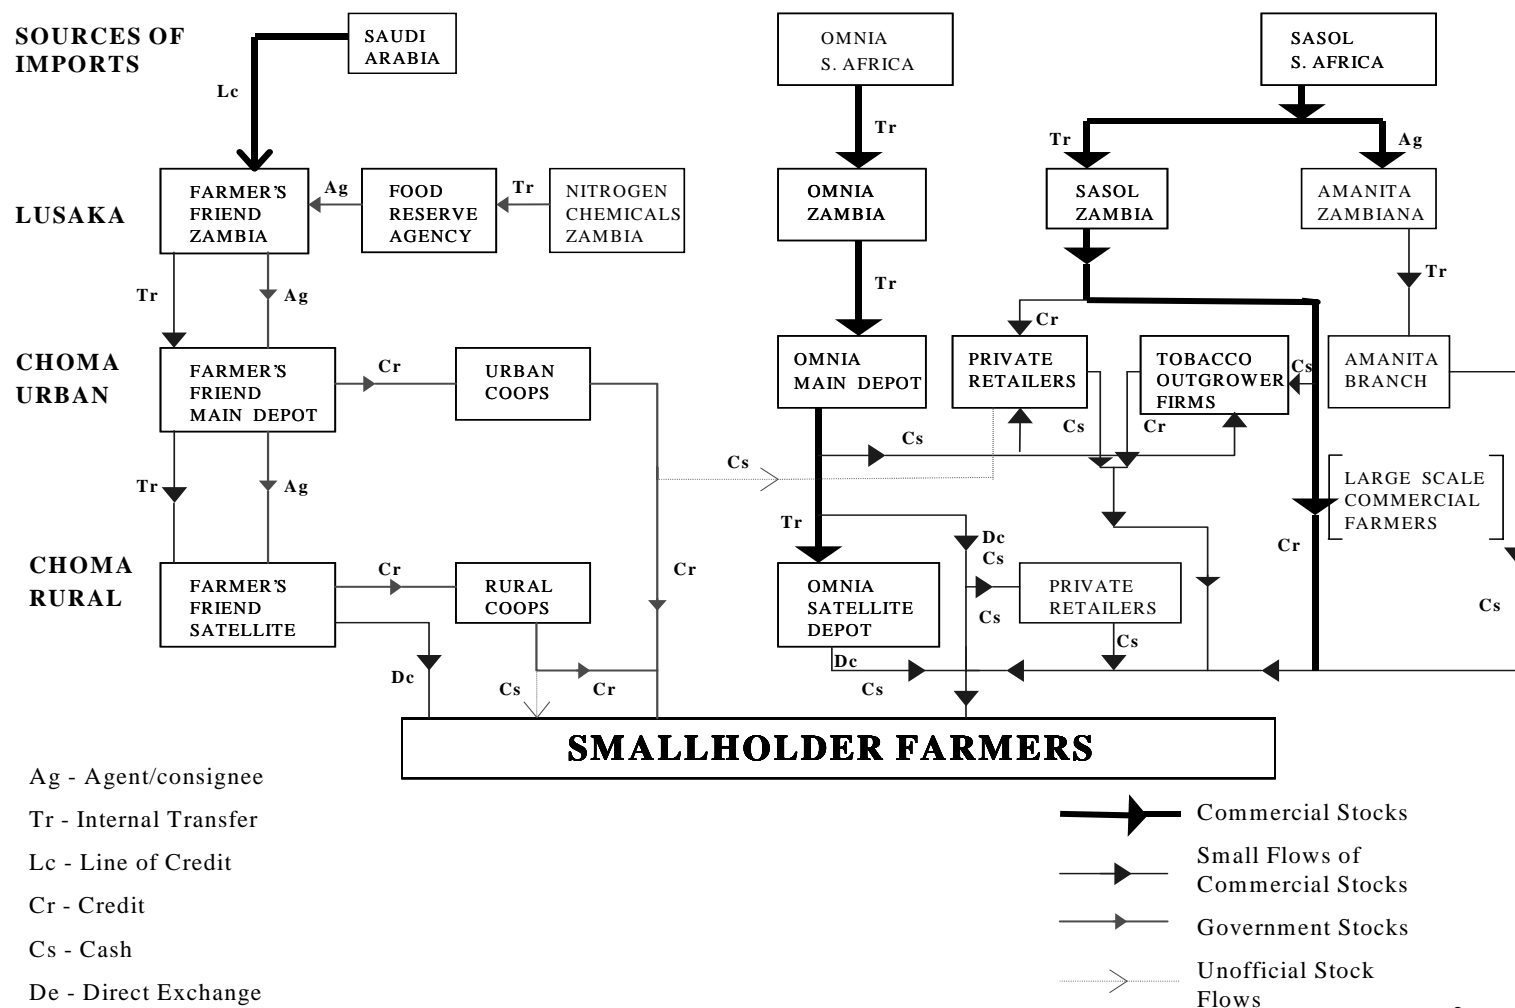 SOURCES OF
IMPORTS
SAUDI
ARABIA
OMNIA
S. AFRICA
SASOL
S. AFRICA
Lc
Tr
Tr
Ag
LUSAKA
FARMER'S
FRIEND
ZAMBIA
Ag
FOOD
RESERVE
AGENCY
Tr
NITROGEN
CHEMICALS
ZAMBIA
OMNIA
ZAMBIA
SASOL
ZAMBIA
AMANITA
ZAMBIANA
Tr
Ag
Tr
Tr
Cr
CHOMA
URBAN
FARMER'S
FRIEND
MAIN DEPOT
Cr
URBAN
COOPS
OMNIA
MAIN DEPOT
PRIVATE
RETAILERS
TOBACCO
OUTGROWER
FIRMS
Cs
AMANITA
BRANCH
Cs
Cs
Cr
Tr
Ag
Cs
LARGE SCALE
COMMERCIAL
FARMERS
Tr
Dc
Cs
Cr
CHOMA
RURAL
FARMER'S
FRIEND
SATELLITE
Cr
RURAL
COOPS
Cr
OMNIA
SATELLITE
DEPOT
Cs
PRIVATE
RETAILERS
Cs
Cs
Dc
Cs
Cr
Dc
Cs
SMALLHOLDER FARMERS
Ag - Agent/consignee
Tr - Internal Transfer
Lc - Line of Credit
Cr - Credit
Cs - Cash
De - Direct Exchange
Commercial Stocks
Small Flows of
Commercial Stocks
Government Stocks
Unofficial Stock
Flows